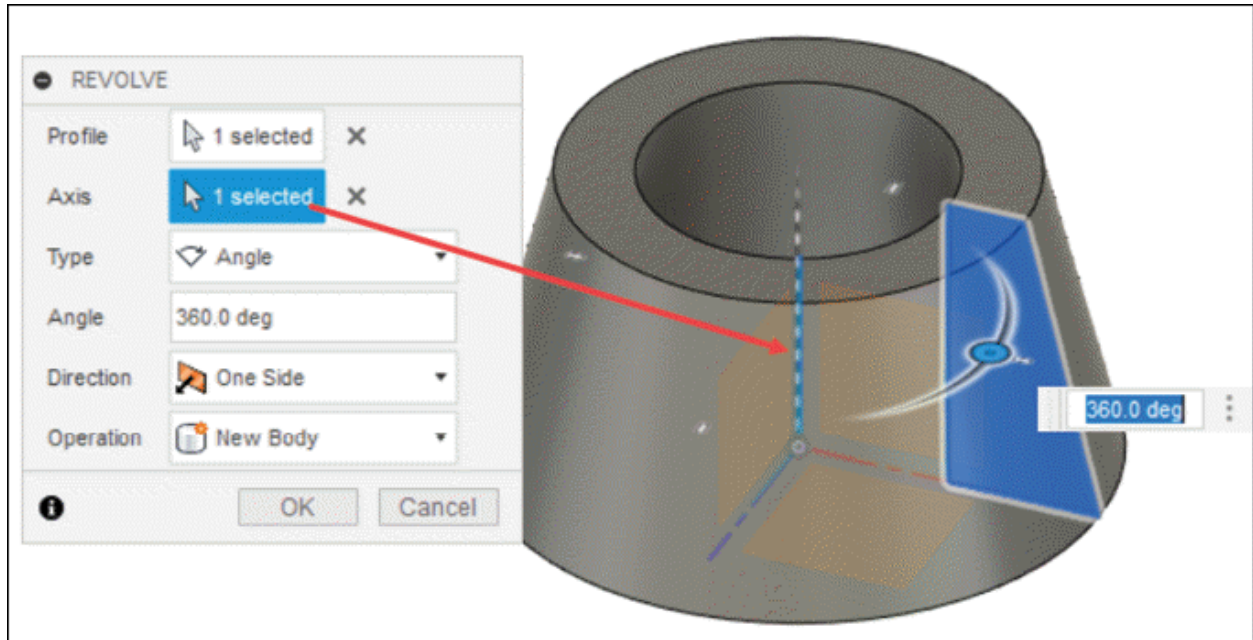 REVOLVE
Profile 1 selected
Axis 1 selected
Type Angle
Angle 360.0 deg
Direction One Side
Operation New Body
OK Cancel
360.0 deg